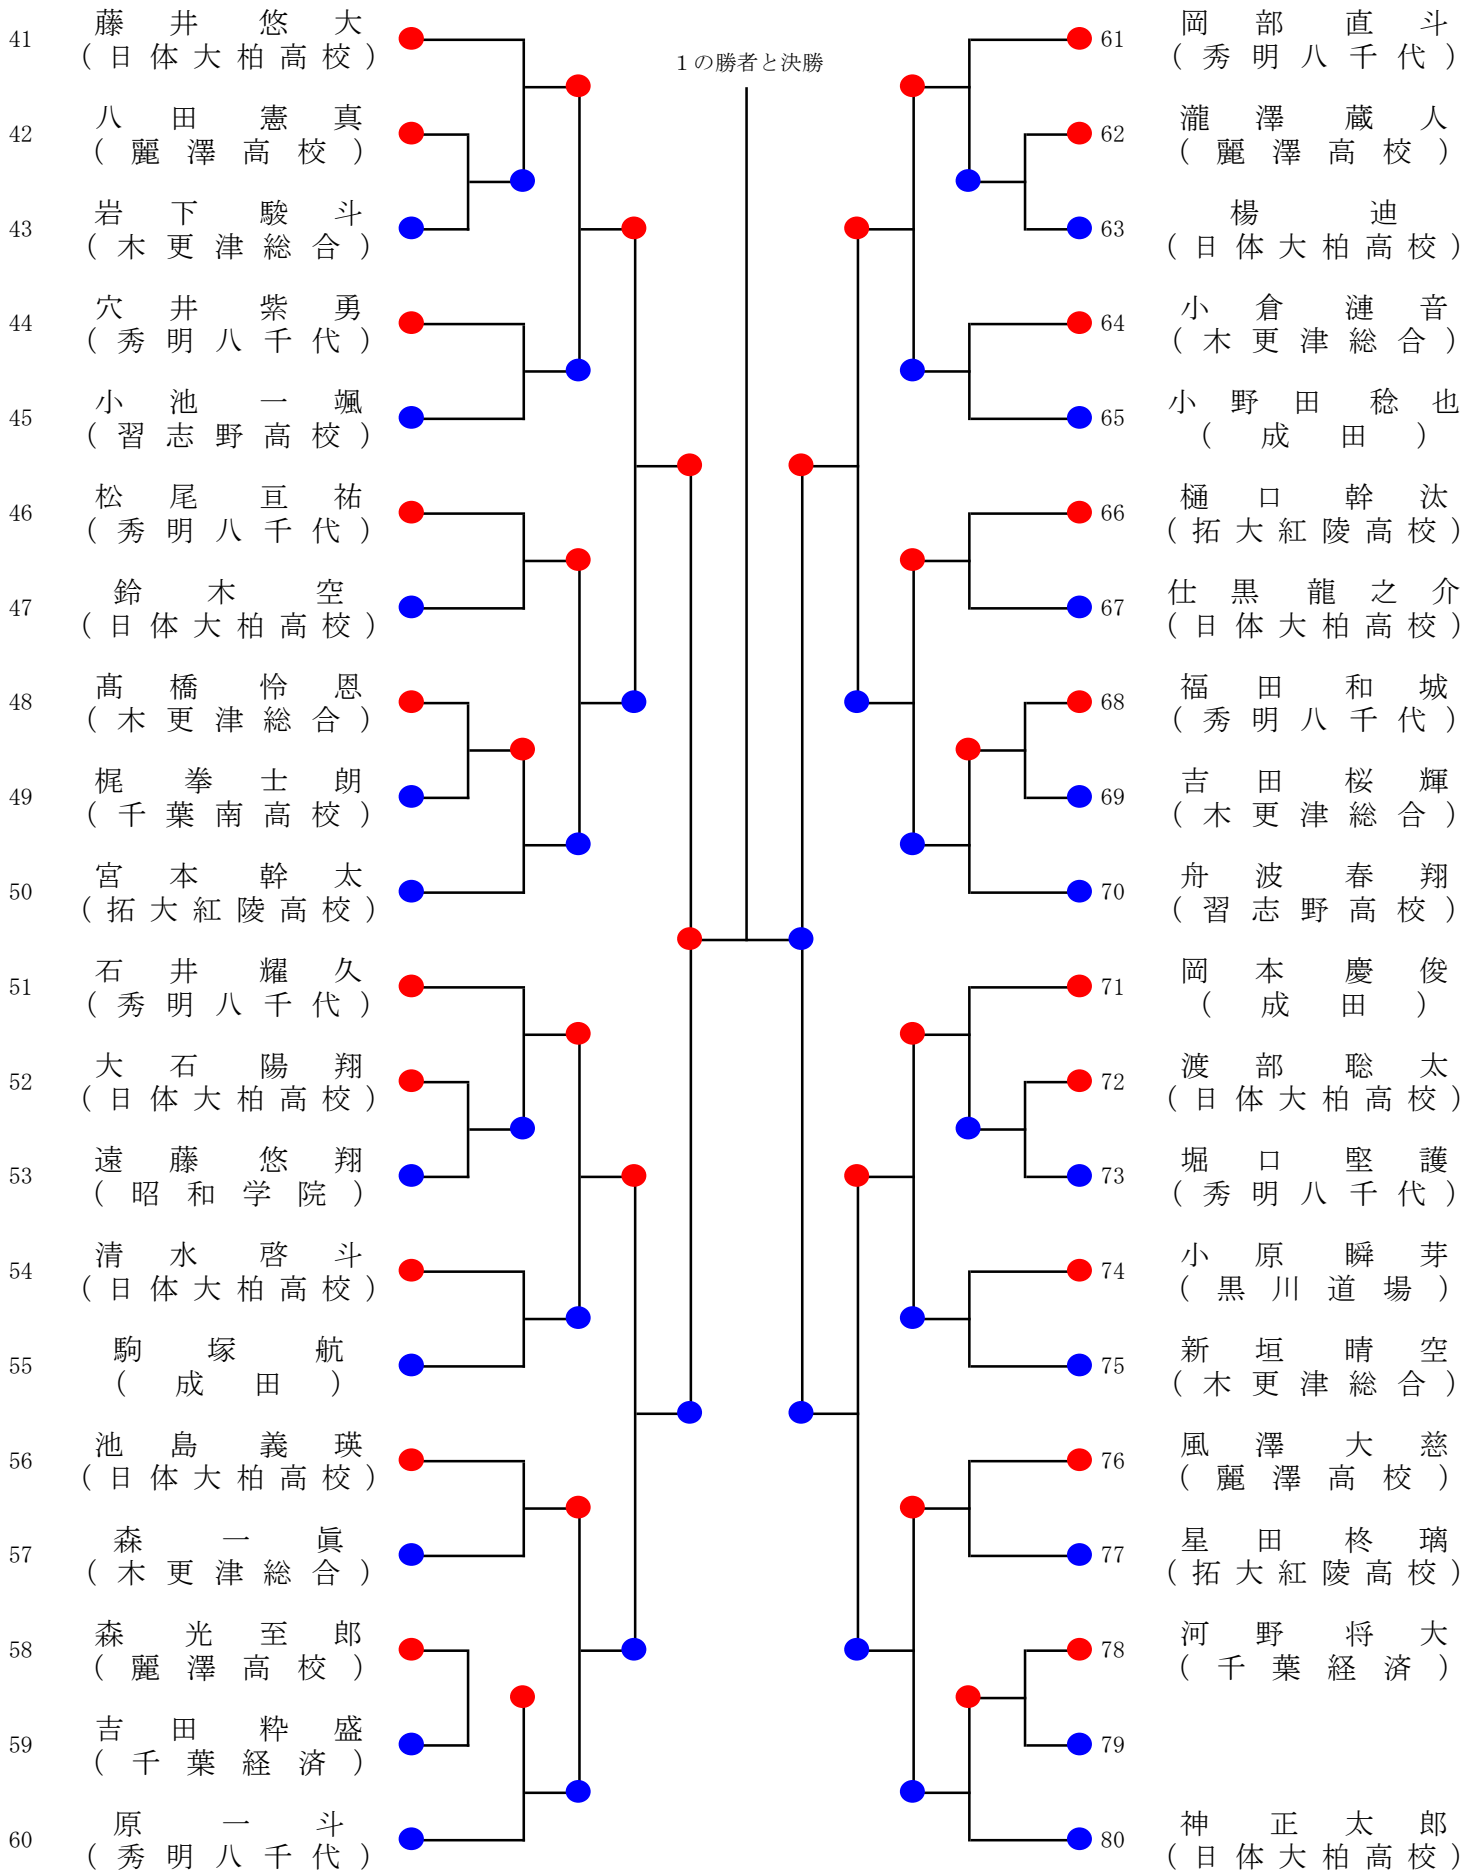 1の勝者と決勝
41 藤井悠大
(日体大柏高校)
42 八田憲真
(麗澤高校)
43 岩下駿斗
(木更津総合)
44 穴井紫勇
(秀明八千代)
45 小池一颯
(習志野高校)
46 松尾亘祐
(秀明八千代)
47 鈴木空
(日体大柏高校)
48 髙橋怜恩
(木更津総合)
49 梶拳士朗
(千葉南高校)
50 宮本幹太
(拓大紅陵高校)
51 石井耀久
(秀明八千代)
52 大石陽翔
(日体大柏高校)
53 遠藤悠翔
(昭和学院)
54 清水啓斗
(日体大柏高校)
55 駒塚航
(成田)
56 池島義瑛
(日体大柏高校)
57 森一眞
(木更津総合)
58 森光至郎
(麗澤高校)
59 吉田粋盛
(千葉経済)
60 原一斗
(秀明八千代)
61 岡部直斗
(秀明八千代)
62 瀧澤蔵人
(麗澤高校)
63 楊迪
(日体大柏高校)
64 小倉漣音
(木更津総合)
65 小野田稔也
(成田)
66 樋口幹汰
(拓大紅陵高校)
67 仕黒龍之介
(日体大柏高校)
68 福田和城
(秀明八千代)
69 吉田桜輝
(木更津総合)
70 舟波春翔
(習志野高校)
71 岡本慶俊
(成田)
72 渡部聡太
(日体大柏高校)
73 堀口堅護
(秀明八千代)
74 小原瞬芽
(黒川道場)
75 新垣晴空
(木更津総合)
76 風澤大慈
(麗澤高校)
77 星田柊璃
(拓大紅陵高校)
78 河野将大
(千葉経済)
79
80 神正太郎
(日体大柏高校)